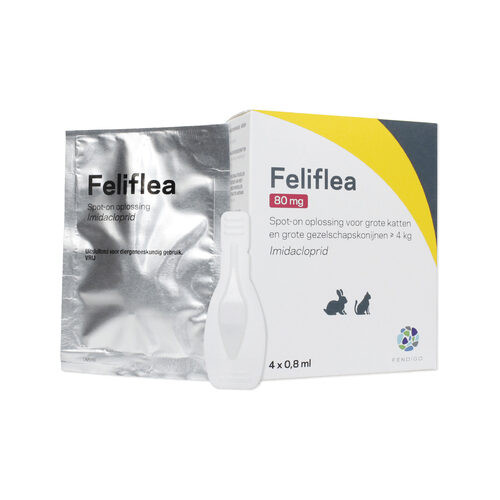 Feliflea
Spot-on oplossing
Imidacloprid
Uitsluitend voor diergeneeskundig gebruik.
VRIJ
Feliflea
80 mg
Spot-on oplossing voor grote katten
en grote gezelschapskonijnen ≥ 4 kg
Imidacloprid
4 x 0,8 ml
FENDIGO